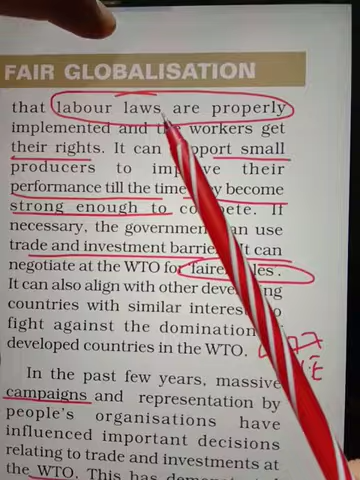 FAIR GLOBALISATION
that labour laws are properly
implemented and the workers get
their rights. It can support small
producers to improve their
performance till the time they become
strong enough to compete. If
necessary, the government can use
trade and investment barriers. It can
negotiate at the WTO for 'fairer rules'.
It can also align with other developing
countries with similar interests to
fight against the domination of
developed countries in the WTO.
In the past few years, massive
campaigns and representation by
people's organisations have
influenced important decisions
relating to trade and investments at
the WTO. This has